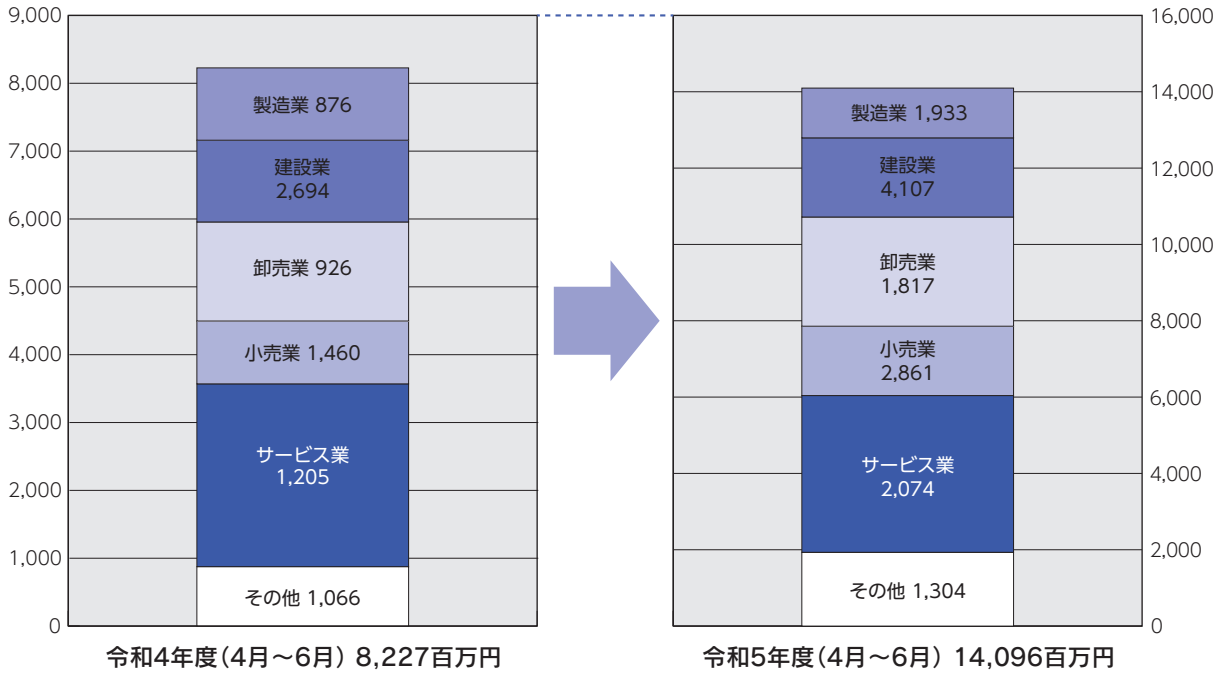 9,000
8,000
7,000
6,000
5,000
4,000
3,000
2,000
1,000
0
製造業 876
建設業
2,694
卸売業 926
小売業 1,460
サービス業
1,205
その他 1,066
令和4年度(4月～6月) 8,227百万円
製造業 1,933
建設業
4,107
卸売業
1,817
小売業
2,861
サービス業
2,074
その他 1,304
16,000
14,000
12,000
10,000
8,000
6,000
4,000
2,000
0
令和5年度(4月～6月) 14,096百万円